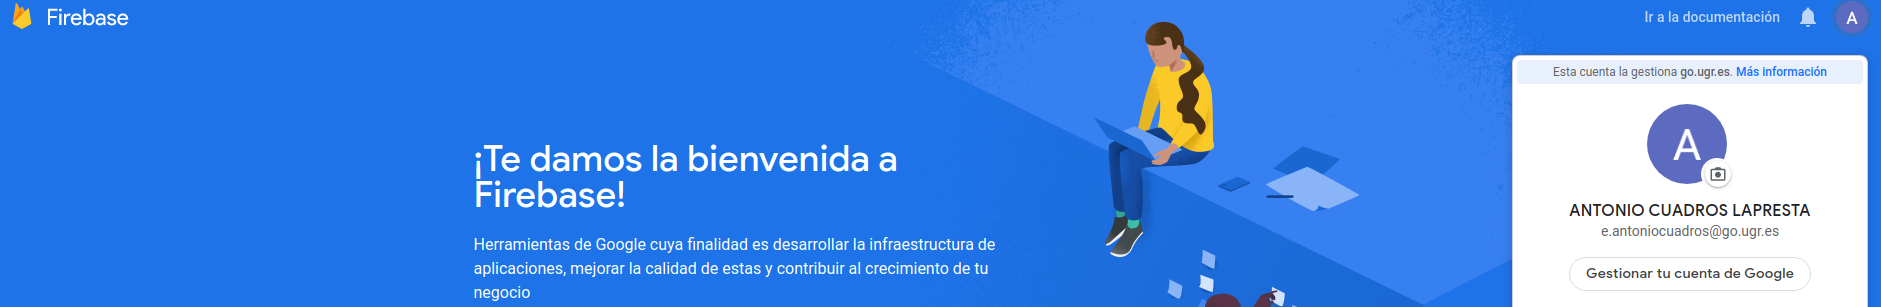 Firebase
Ir a la documentación
A
Esta cuenta la gestiona go.ugr.es. Más información
A
ANTONIO CUADROS LAPRESTA
e.antoniocuadros@go.ugr.es
Gestionar tu cuenta de Google
¡Te damos la bienvenida a
Firebase!
Herramientas de Google cuya finalidad es desarrollar la infraestructura de
aplicaciones, mejorar la calidad de estas y contribuir al crecimiento de tu
negocio